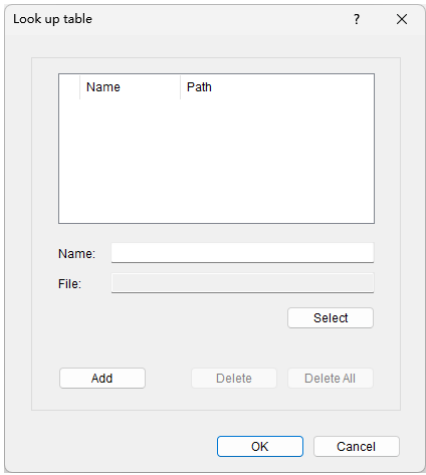 Look up table ?
Name Path
Name:
File:
Select
Add Delete Delete All
OK Cancel